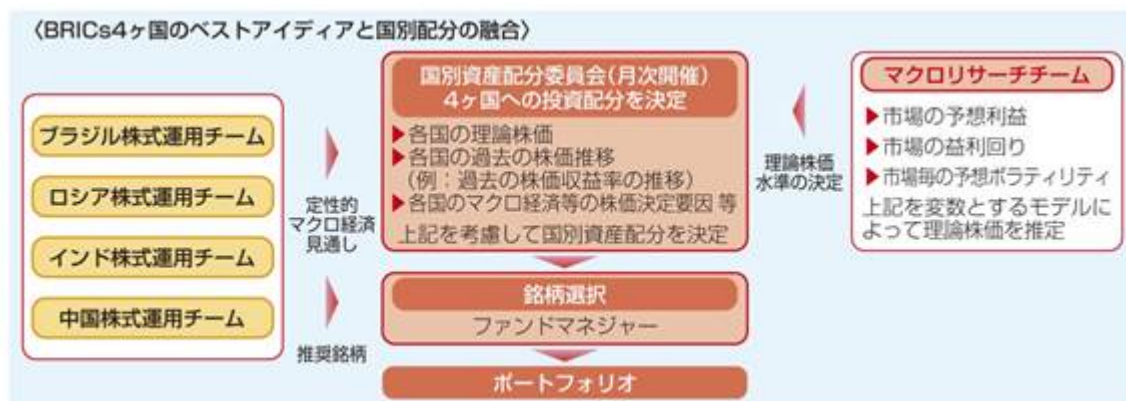 〈BRICs4ヶ国のベストアイディアと国別配分の融合〉
ブラジル株式運用チーム
ロシア株式運用チーム
インド株式運用チーム
中国株式運用チーム
定性的
マクロ経済
見通し
推奨銘柄
国別資産配分委員会(月次開催)
4ヶ国への投資配分を決定
▶各国の理論株価
▶各国の過去の株価推移
(例：過去の株価収益率の推移)
▶各国のマクロ経済等の株価決定要因 等
上記を考慮して国別資産配分を決定
銘柄選択
ファンドマネジャー
ポートフォリオ
理論株価
水準の決定
マクロリサーチチーム
▶市場の予想利益
▶市場の益利回り
▶市場毎の予想ボラティリティ
上記を変数とするモデルに
よって理論株価を推定